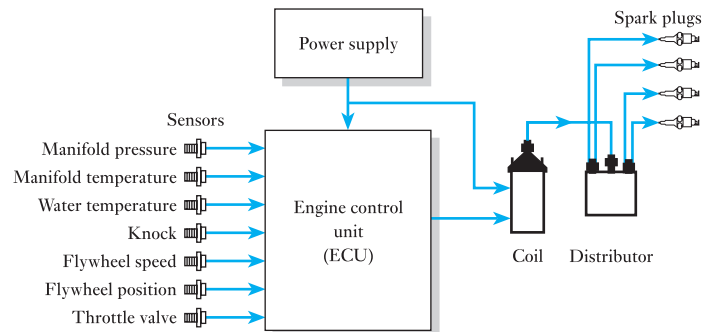 Spark plugs
Power supply
Sensors
Manifold pressure
Manifold temperature
Water temperature
Knock
Flywheel speed
Flywheel position
Throttle valve
Engine control
unit
(ECU)
Coil
Distributor